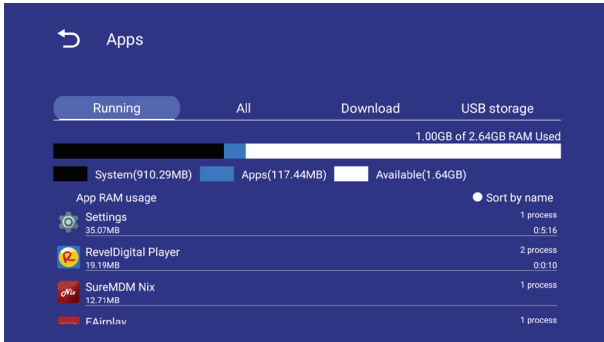 Apps
Running All Download USB storage
1.00GB of 2.64GB RAM Used
System(910.29MB) Apps(117.44MB) Available(1.64GB)
App RAM usage Sort by name
Settings 1 process
35.07MB 0:5:16
RevelDigital Player 2 process
19.19MB 0:0:10
Nix SureMDM Nix 1 process
12.71MB
EAirplay 1 process